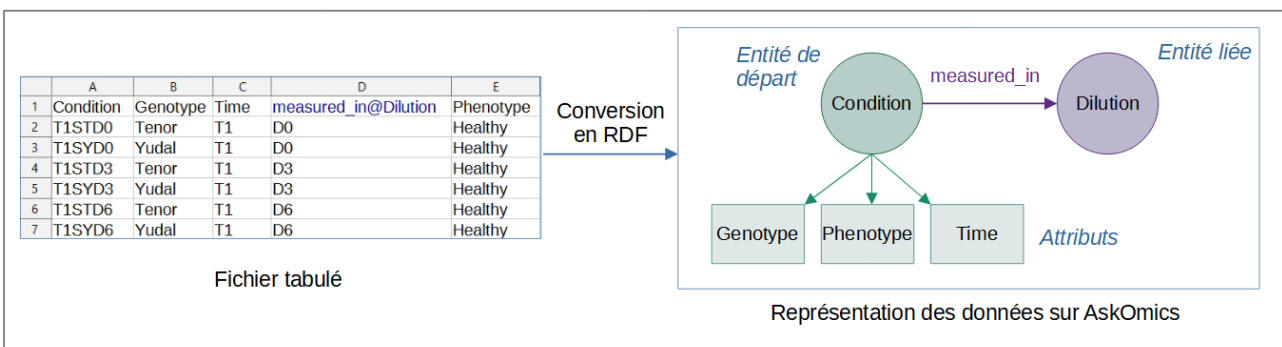 A B C D E
1 Condition Genotype Time measured_in@Dilution Phenotype
2 T1STD0 Tenor T1 D0 Healthy
3 T1SYD0 Yudal T1 D0 Healthy
4 T1STD3 Tenor T1 D3 Healthy
5 T1SYD3 Yudal T1 D3 Healthy
6 T1STD6 Tenor T1 D6 Healthy
7 T1SYD6 Yudal T1 D6 Healthy
Fichier tabulé
Conversion
en RDF
Entité de
départ
Entité liée
measured_in
Condition
Dilution
Genotype
Phenotype
Time
Attributs
Représentation des données sur AskOmics